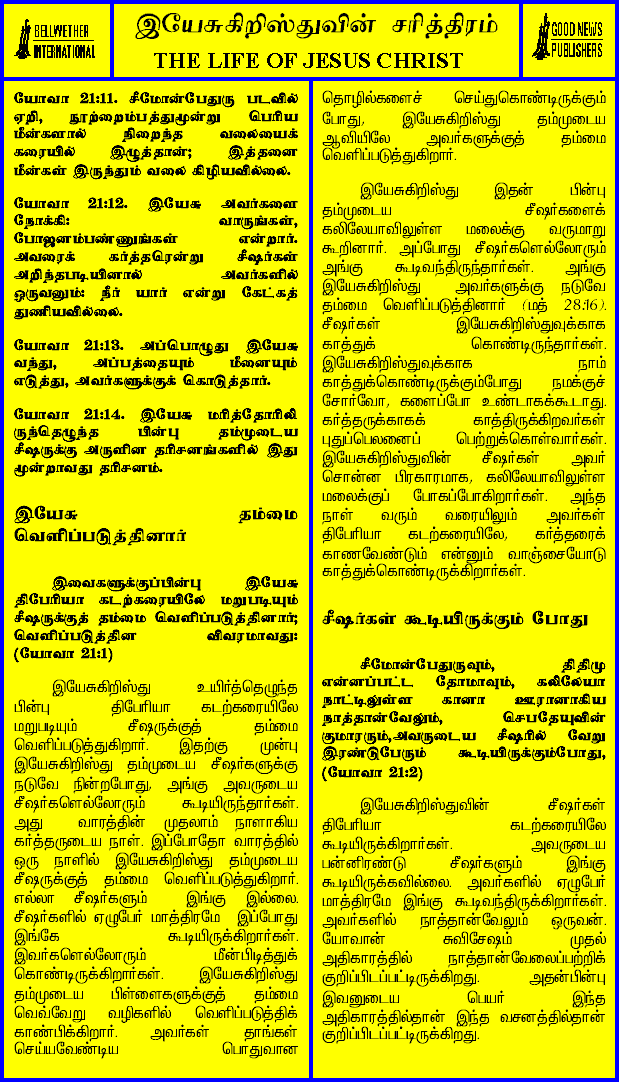 BELLWETHER
INTERNATIONAL
இயேசுகிறிஸ்துவின் சரித்திரம்
THE LIFE OF JESUS CHRIST
GOOD NEWS
PUBLISHERS
யோவா 21:11. சீமோன்பேதுரு படவில்
ஏறி, நூற்றைம்பத்துமூன்று பெரிய
மீன்களால் நிறைந்த வலையைக்
கரையில் இழுத்தான்; இத்தனை
மீன்கள் இருந்தும் வலை கிழியவில்லை.
யோவா 21:12. இயேசு அவர்களை
நோக்கி: வாருங்கள்,
போஜனம்பண்ணுங்கள் என்றார்.
அவரைக் கர்த்தரென்று சீஷர்கள்
அறிந்தபடியினால் அவர்களில்
ஒருவனும்: நீர் யார் என்று கேட்கத்
துணியவில்லை.
யோவா 21:13. அப்பொழுது இயேசு
வந்து, அப்பத்தையும் மீனையும்
எடுத்து, அவர்களுக்குக் கொடுத்தார்.
யோவா 21:14. இயேசு மரித்தோரிலி
ருந்தெழுந்த பின்பு தம்முடைய
சீஷருக்கு அருளின தரிசனங்களில் இது
மூன்றாவது தரிசனம்.
இயேசு தம்மை
வெளிப்படுத்தினார்
இவைகளுக்குப்பின்பு இயேசு
திபேரியா கடற்கரையிலே மறுபடியும்
சீஷருக்குத் தம்மை வெளிப்படுத்தினார்;
வெளிப்படுத்தின விவரமாவது:
(யோவா 21:1)
இயேசுகிறிஸ்து உயிர்த்தெழுந்த
பின்பு திபேரியா கடற்கரையிலே
மறுபடியும் சீஷருக்குத் தம்மை
வெளிப்படுத்துகிறார். இதற்கு முன்பு
இயேசுகிறிஸ்து தம்முடைய சீஷர்களுக்கு
நடுவே நின்றபோது, அங்கு அவருடைய
சீஷர்களெல்லோரும் கூடியிருந்தார்கள்.
அது வாரத்தின் முதலாம் நாளாகிய
கர்த்தருடைய நாள். இப்போதோ வாரத்தில்
ஒரு நாளில் இயேசுகிறிஸ்து தம்முடைய
சீஷருக்குத் தம்மை வெளிப்படுத்துகிறார்.
எல்லா சீஷர்களும் இங்கு இல்லை.
சீஷர்களில் ஏழுபேர் மாத்திரமே இப்போது
இங்கே கூடியிருக்கிறார்கள்.
இவர்களெல்லோரும் மீன்பிடித்துக்
கொண்டிருக்கிறார்கள். இயேசுகிறிஸ்து
தம்முடைய பிள்ளைகளுக்குத் தம்மை
வெவ்வேறு வழிகளில் வெளிப்படுத்திக்
காண்பிக்கிறார். அவர்கள் தாங்கள்
செய்யவேண்டிய பொதுவான
தொழில்களைச் செய்துகொண்டிருக்கும்
போது, இயேசுகிறிஸ்து தம்முடைய
ஆவியிலே அவர்களுக்குத் தம்மை
வெளிப்படுத்துகிறார்.
இயேசுகிறிஸ்து இதன் பின்பு
தம்முடைய சீஷர்களைக்
கலிலேயாவிலுள்ள மலைக்கு வருமாறு
கூறினார். அப்போது சீஷர்களெல்லோரும்
அங்கு கூடிவந்திருந்தார்கள். அங்கு
இயேசுகிறிஸ்து அவர்களுக்கு நடுவே
தம்மை வெளிப்படுத்தினார் (மத் 28:16).
சீஷர்கள் இயேசுகிறிஸ்துவுக்காக
காத்துக் கொண்டிருந்தார்கள்.
இயேசுகிறிஸ்துவுக்காக நாம்
காத்துக்கொண்டிருக்கும்போது நமக்குச்
சோர்வோ, களைப்போ உண்டாகக்கூடாது.
கர்த்தருக்காகக் காத்திருக்கிறவர்கள்
புதுப்பெலனைப் பெற்றுக்கொள்வார்கள்.
இயேசுகிறிஸ்துவின் சீஷர்கள் அவர்
சொன்ன பிரகாரமாக, கலிலேயாவிலுள்ள
மலைக்குப் போகப்போகிறார்கள். அந்த
நாள் வரும் வரையிலும் அவர்கள்
திபேரியா கடற்கரையிலே, கர்த்தரைக்
காணவேண்டும் என்னும் வாஞ்சையோடு
காத்துக்கொண்டிருக்கிறார்கள்.
சீஷர்கள் கூடியிருக்கும் போது
சீமோன்பேதுருவும், திதிமு
என்னப்பட்ட தோமாவும், கலிலேயா
நாட்டிலுள்ள கானா ஊரானாகிய
நாத்தான்வேலும், செபதேயுவின்
குமாரரும்,அவருடைய சீஷரில் வேறு
இரண்டுபேரும் கூடியிருக்கும்போது,
(யோவா 21:2)
இயேசுகிறிஸ்துவின் சீஷர்கள்
திபேரியா கடற்கரையிலே
கூடியிருக்கிறார்கள். அவருடைய
பன்னிரண்டு சீஷர்களும் இங்கு
கூடியிருக்கவில்லை. அவர்களில் ஏழுபேர்
மாத்திரமே இங்கு கூடிவந்திருக்கிறார்கள்.
அவர்களில் நாத்தான்வேலும் ஒருவன்.
யோவான் சுவிசேஷம் முதல்
அதிகாரத்தில் நாத்தான்வேலைப்பற்றிக்
குறிப்பிடப்பட்டிருக்கிறது. அதன்பின்பு
இவனுடைய பெயர் இந்த
அதிகாரத்தில்தான் இந்த வசனத்தில்தான்
குறிப்பிடப்பட்டிருக்கிறது.